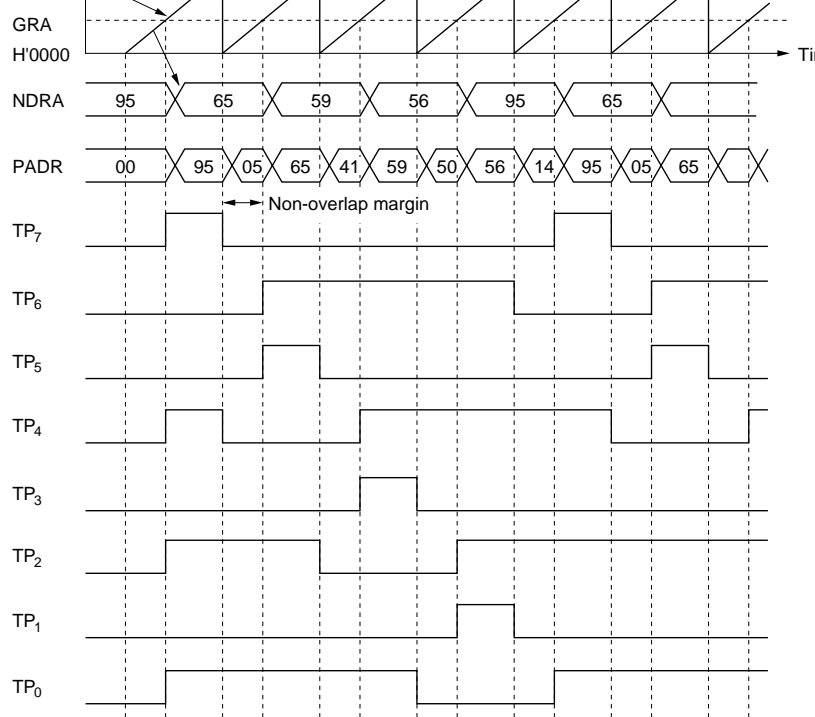 GRA
H'0000
NDRA 95 65 59 56 95 65
PADR 00 95 05 65 41 59 50 56 14 95 05 65
Non-overlap margin
TP7
TP6
TP5
TP4
TP3
TP2
TP1
TP0